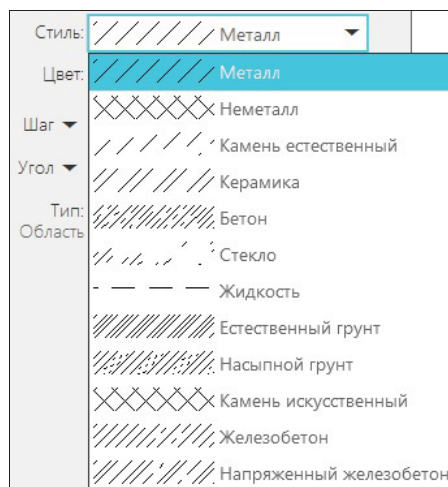 Стиль: Металл
Цвет: Металл
Неметалл
Шаг
Камень естественный
Угол
Керамика
Тип:
Бетон
Область
Стекло
Жидкость
Естественный грунт
Насыпной грунт
Камень искусственный
Железобетон
Напряженный железобетон